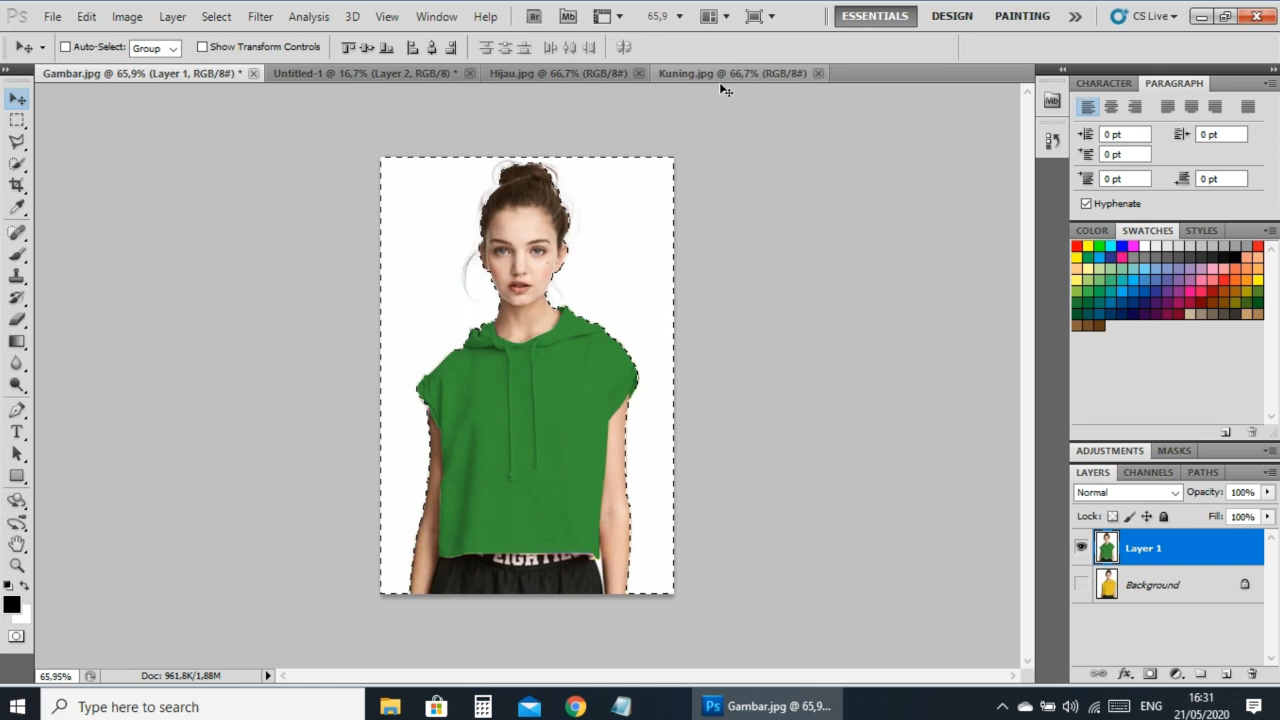 Ps File Edit Image Layer Select Filter Analysis 3D View Window Help Br Mb 65,9 ESSENTIALS DESIGN PAINTING CS Live
Auto-Select: Group Show Transform Controls
Gambar.jpg @ 65,9% (Layer 1, RGB/8#) * Untitled-1 @ 16,7% (Layer 2, RGB/8) * Hijau.jpg @ 66,7% (RGB/8#) Kuning.jpg @ 66,7% (RGB/8#)
Mb
CHARACTER PARAGRAPH
0 pt 0 pt
0 pt
0 pt 0 pt
Hyphenate
COLOR SWATCHES STYLES
T
ADJUSTMENTS MASKS
LAYERS CHANNELS PATHS
Normal Opacity: 100%
Lock: Fill: 100%
Layer 1
Background
65,95% Doc: 961,8K/1,88M
Type here to search
Ps Gambar.jpg @ 65,9...
ENG
16:31
21/05/2020